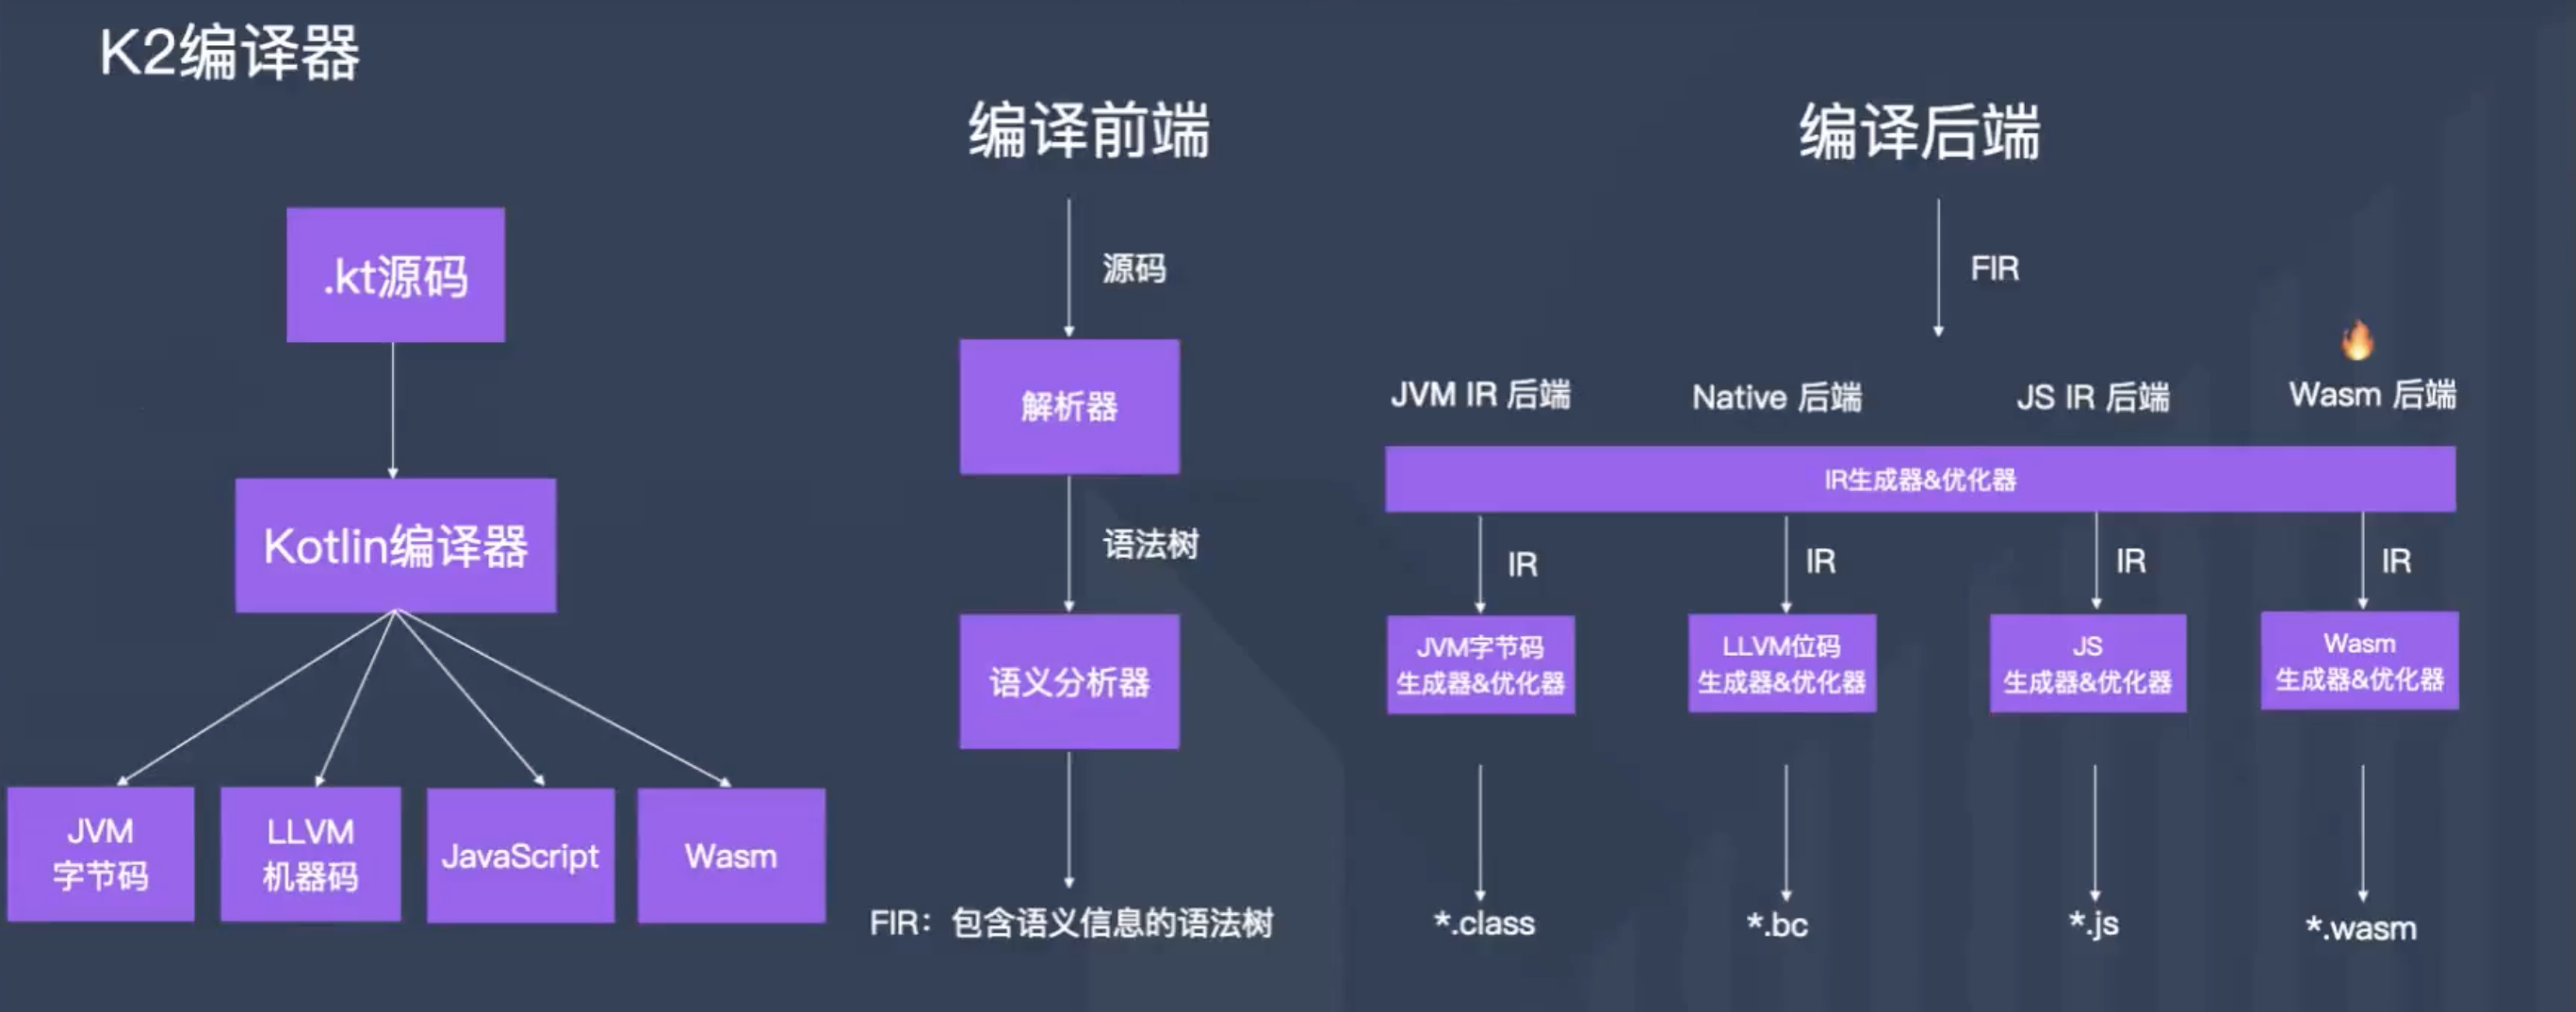 K2编译器
.kt源码
Kotlin编译器
JVM
字节码
LLVM
机器码
JavaScript
Wasm
编译前端
源码
解析器
语法树
语义分析器
FIR：包含语义信息的语法树
编译后端
FIR
JVM IR 后端
Native 后端
JS IR 后端
Wasm 后端
IR生成器&优化器
IR
IR
IR
IR
JVM字节码
生成器&优化器
LLVM位码
生成器&优化器
JS
生成器&优化器
Wasm
生成器&优化器
*.class
*.bc
*.js
*.wasm